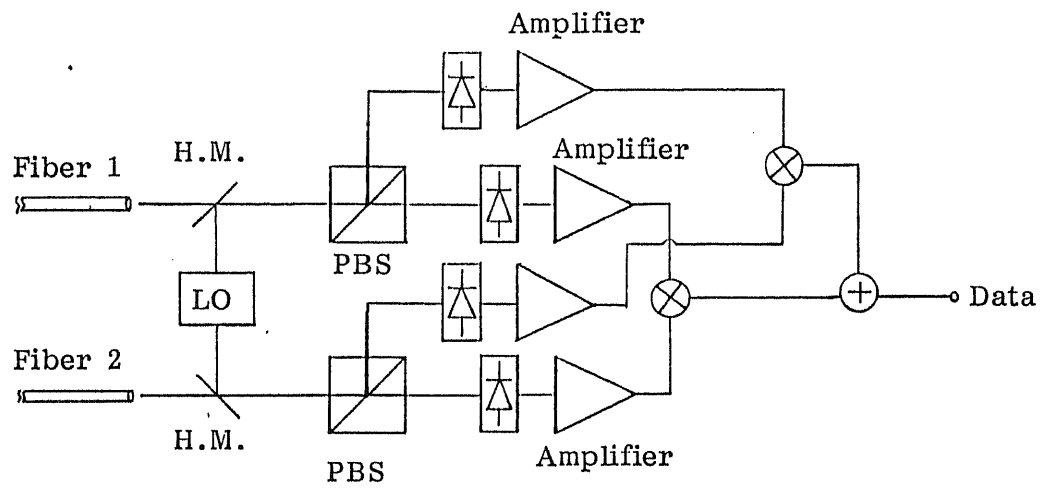 Amplifier
H.M.
Amplifier
Fiber 1
PBS
LO
Data
Fiber 2
H.M.
Amplifier
PBS